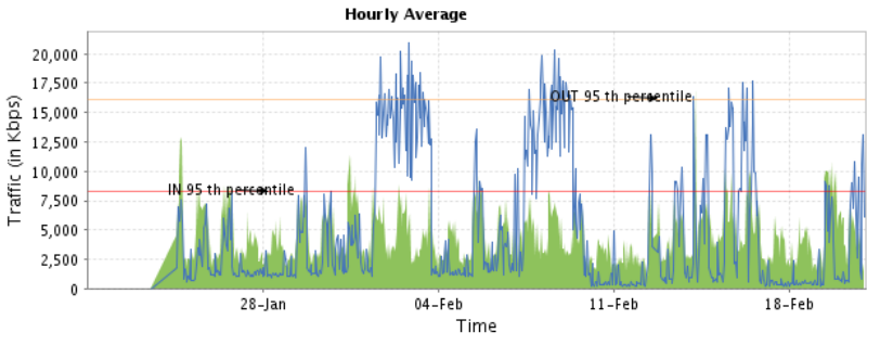 Hourly Average
Traffic (in Kbps)
20,000
17,500
15,000
12,500
10,000
7,500
5,000
2,500
0
OUT 95 th percentile
IN 95 th percentile
28-Jan
04-Feb
11-Feb
18-Feb
Time